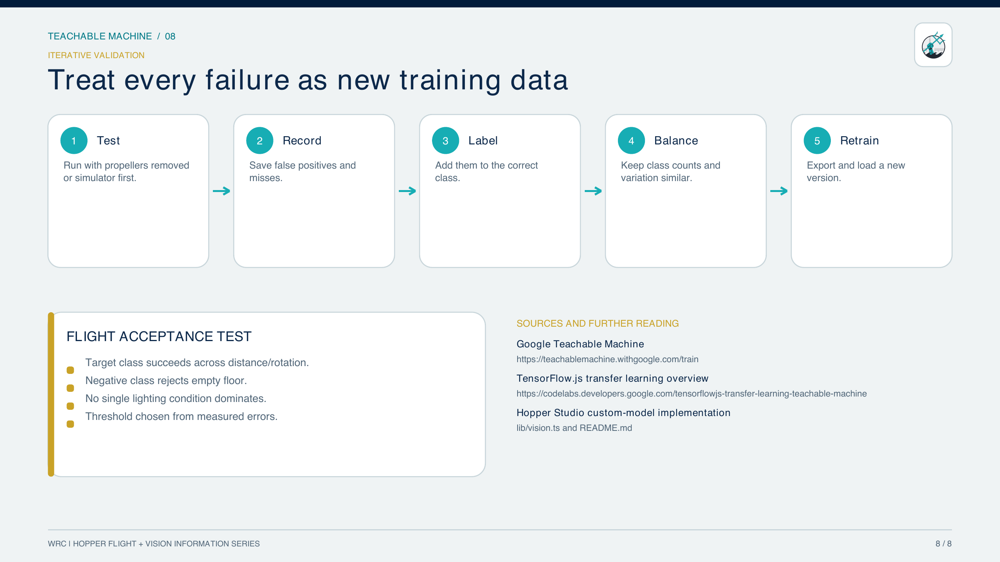 TEACHABLE MACHINE / 08
ITERATIVE VALIDATION
Treat every failure as new training data
1 Test
Run with propellers removed
or simulator first.
2 Record
Save false positives and
misses.
3 Label
Add them to the correct
class.
4 Balance
Keep class counts and
variation similar.
5 Retrain
Export and load a new
version.
FLIGHT ACCEPTANCE TEST
Target class succeeds across distance/rotation.
Negative class rejects empty floor.
No single lighting condition dominates.
Threshold chosen from measured errors.
SOURCES AND FURTHER READING
Google Teachable Machine
https://teachablemachine.withgoogle.com/train
TensorFlow.js transfer learning overview
https://codelabs.developers.google.com/tensorflowjs-transfer-learning-teachable-machine
Hopper Studio custom-model implementation
lib/vision.ts and README.md
WRC | HOPPER FLIGHT + VISION INFORMATION SERIES
8 / 8